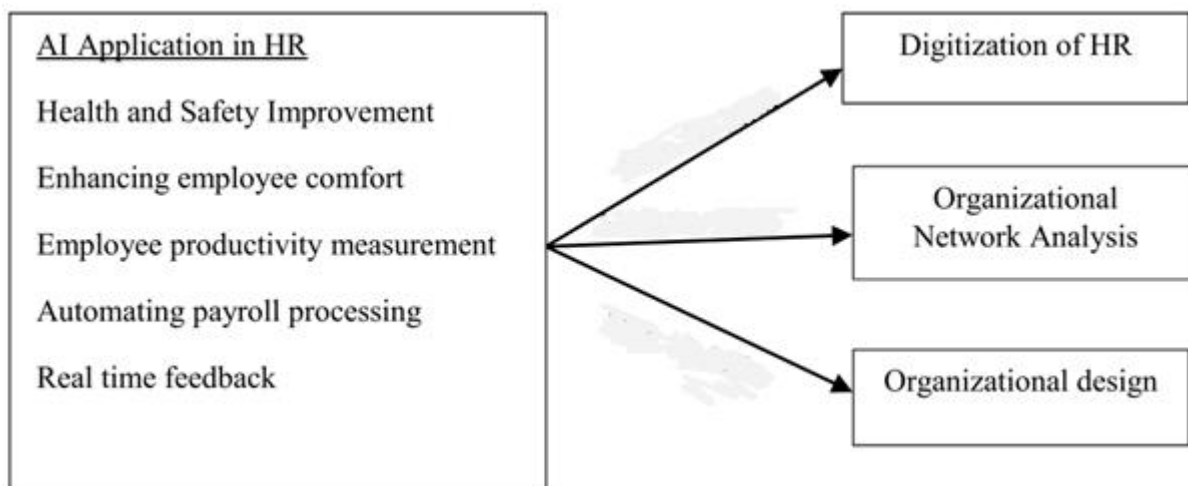 AI Application in HR
Health and Safety Improvement
Enhancing employee comfort
Employee productivity measurement
Automating payroll processing
Real time feedback
Digitization of HR
Organizational
Network Analysis
Organizational design